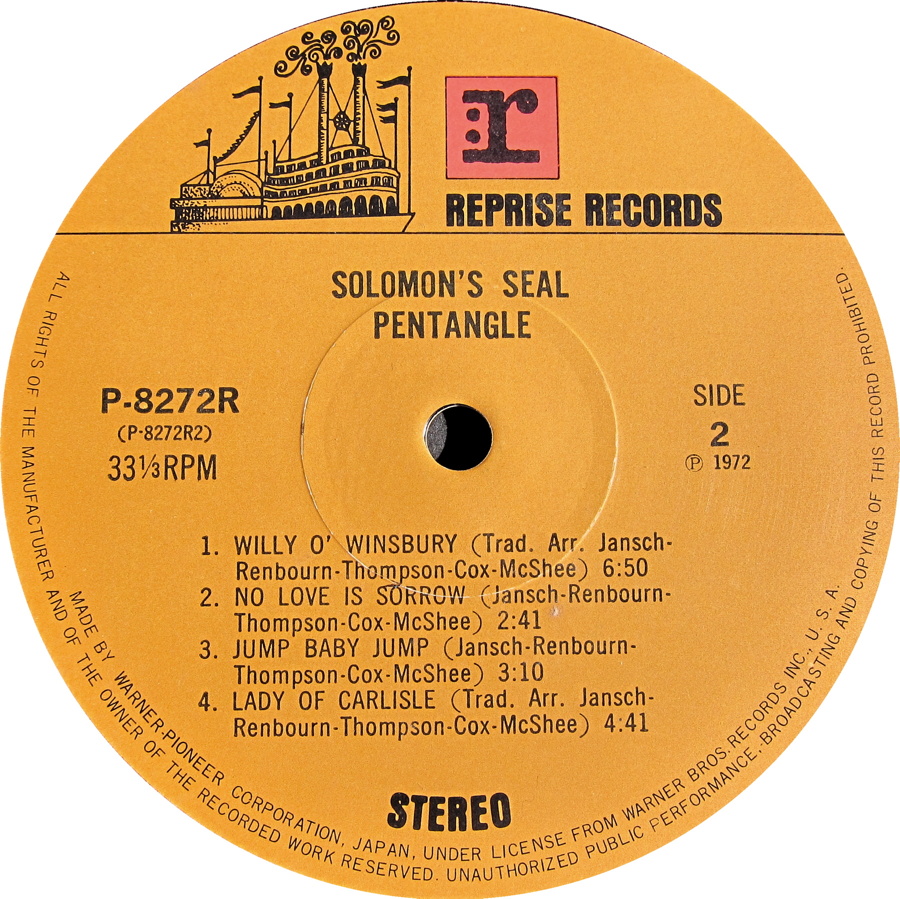 r
REPRISE RECORDS
SOLOMON'S SEAL
PENTANGLE
P-8272R
(P-8272R2)
33⅓RPM
SIDE
2
Ⓟ 1972
1. WILLY O' WINSBURY (Trad. Arr. Jansch-
Renbourn-Thompson-Cox-McShee) 6:50
2. NO LOVE IS SORROW (Jansch-Renbourn-
Thompson-Cox-McShee) 2:41
3. JUMP BABY JUMP (Jansch-Renbourn-
Thompson-Cox-McShee) 3:10
4. LADY OF CARLISLE (Trad. Arr. Jansch-
Renbourn-Thompson-Cox-McShee) 4:41
STEREO
MADE BY WARNER-PIONEER CORPORATION, JAPAN, UNDER LICENSE FROM WARNER BROS. RECORDS INC., U. S. A.
ALL RIGHTS OF THE MANUFACTURER AND OF THE OWNER OF THE RECORDED WORK RESERVED. UNAUTHORIZED PUBLIC PERFORMANCE, BROADCASTING AND COPYING OF THIS RECORD PROHIBITED.